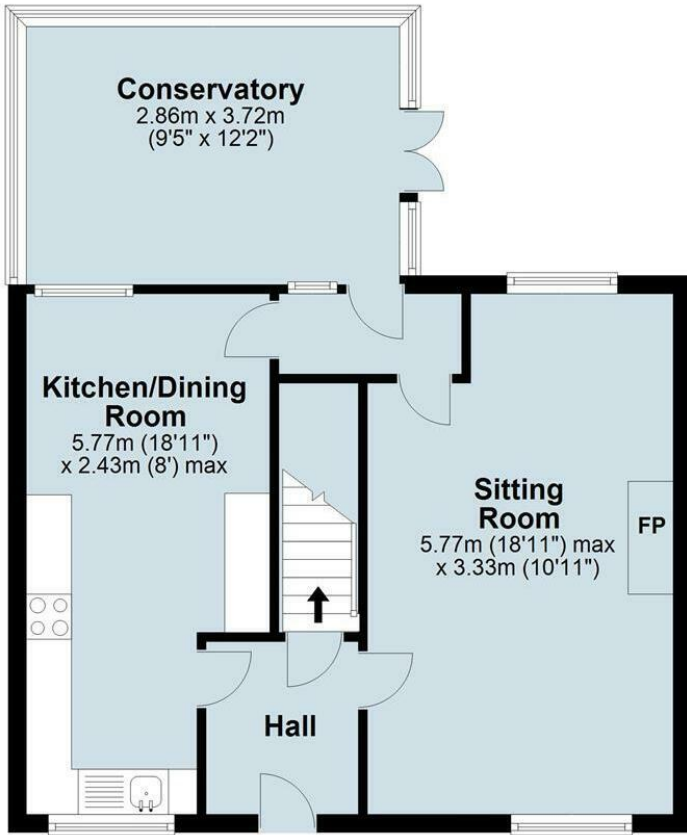 Conservatory
2.86m x 3.72m
(9'5" x 12'2")
Kitchen/Dining
Room
5.77m (18'11")
x 2.43m (8') max
Sitting
Room
5.77m (18'11") max
x 3.33m (10'11")
FP
Hall